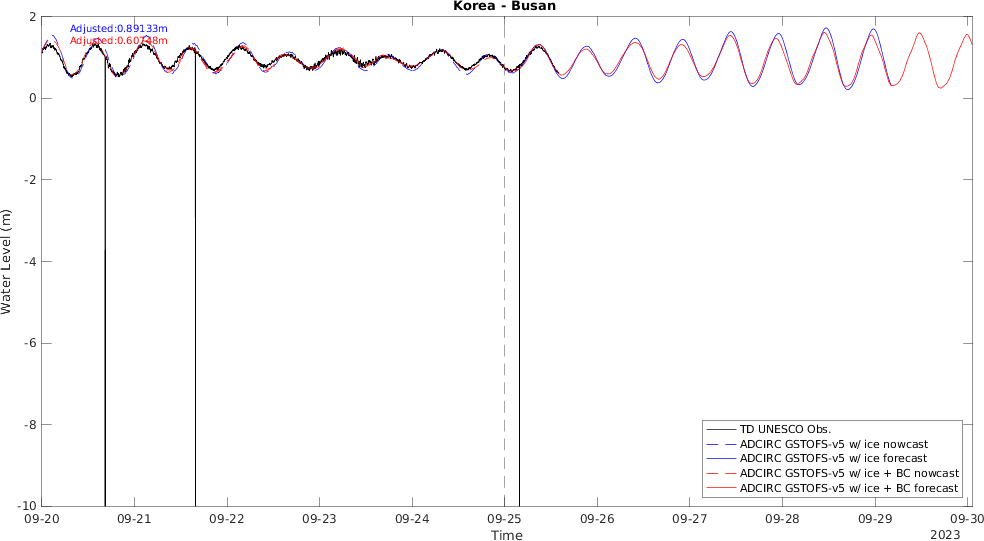 Korea - Busan
Adjusted:0.89133m
Adjusted:0.60748m
Water Level (m)
2
0
-2
-4
-6
-8
-10
TD UNESCO Obs.
ADCIRC GSTOFS-v5 w/ ice nowcast
ADCIRC GSTOFS-v5 w/ ice forecast
ADCIRC GSTOFS-v5 w/ ice + BC nowcast
ADCIRC GSTOFS-v5 w/ ice + BC forecast
09-20 09-21 09-22 09-23 09-24 09-25 09-26 09-27 09-28 09-29 09-30
Time
2023